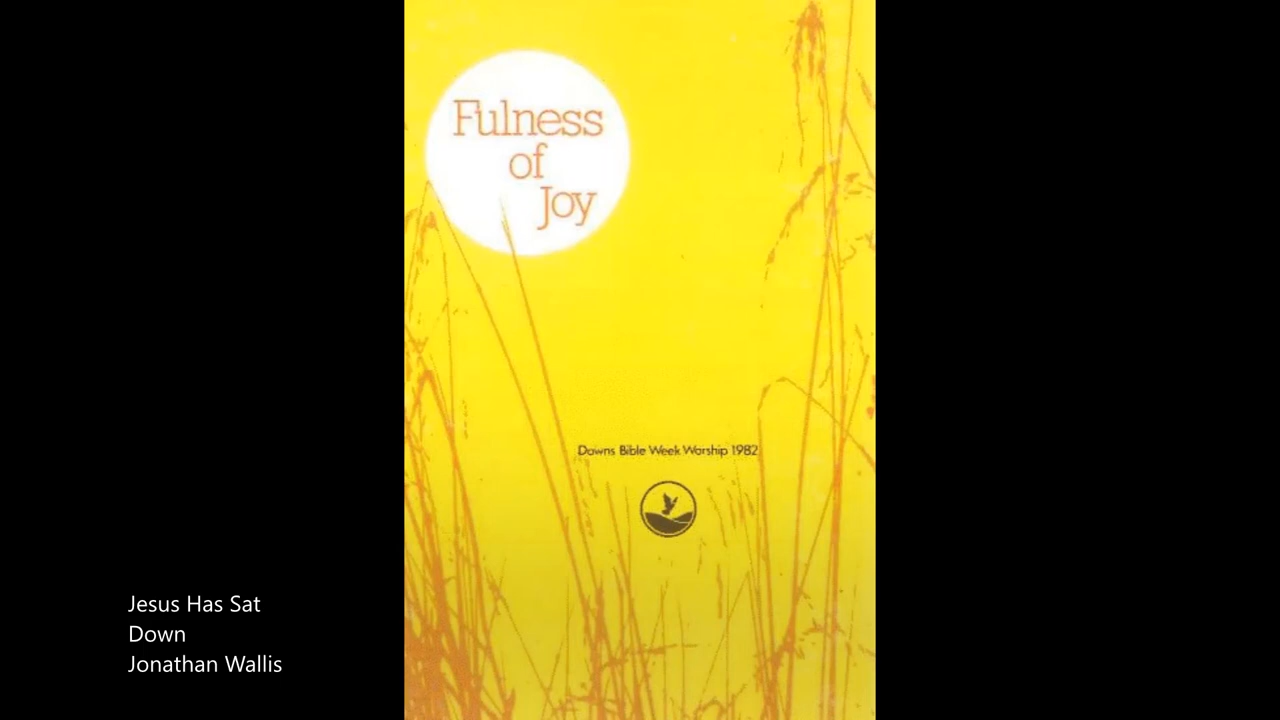 Fulness
of
Joy
Downs Bible Week Worship 1982
Jesus Has Sat
Down
Jonathan Wallis